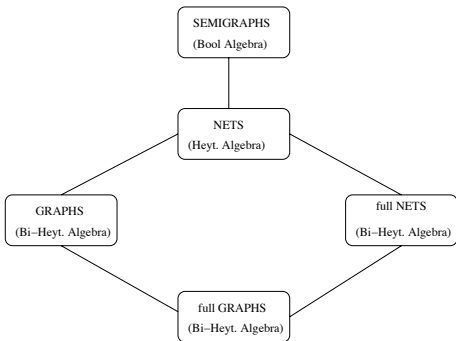 SEMIGRAPHS
(Bool Algebra)
NETS
(Heyt. Algebra)
GRAPHS
(Bi–Heyt. Algebra)
full NETS
(Bi–Heyt. Algebra)
full GRAPHS
(Bi–Heyt. Algebra)